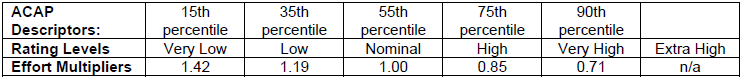 ACAP 15th 35th 55th 75th 90th
Descriptors: percentile percentile percentile percentile percentile
Rating Levels Very Low Low Nominal High Very High Extra High
Effort Multipliers 1.42 1.19 1.00 0.85 0.71 n/a